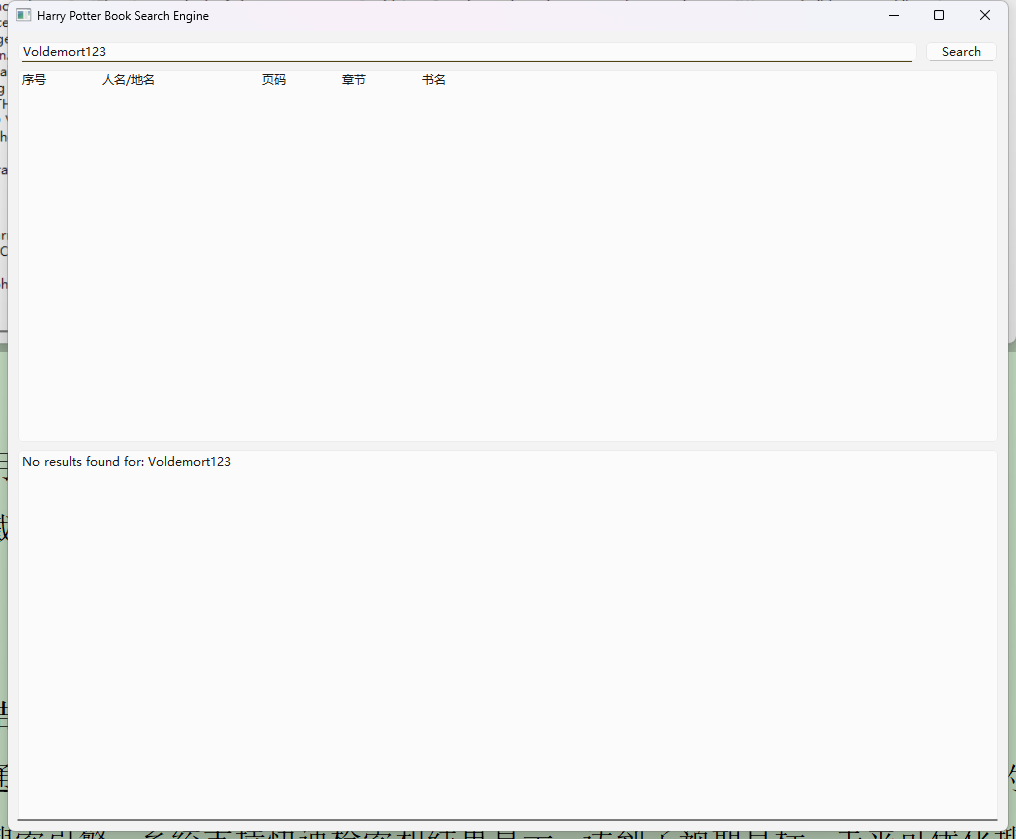 Harry Potter Book Search Engine
Voldemort123 Search
序号 人名/地名 页码 章节 书名
No results found for: Voldemort123